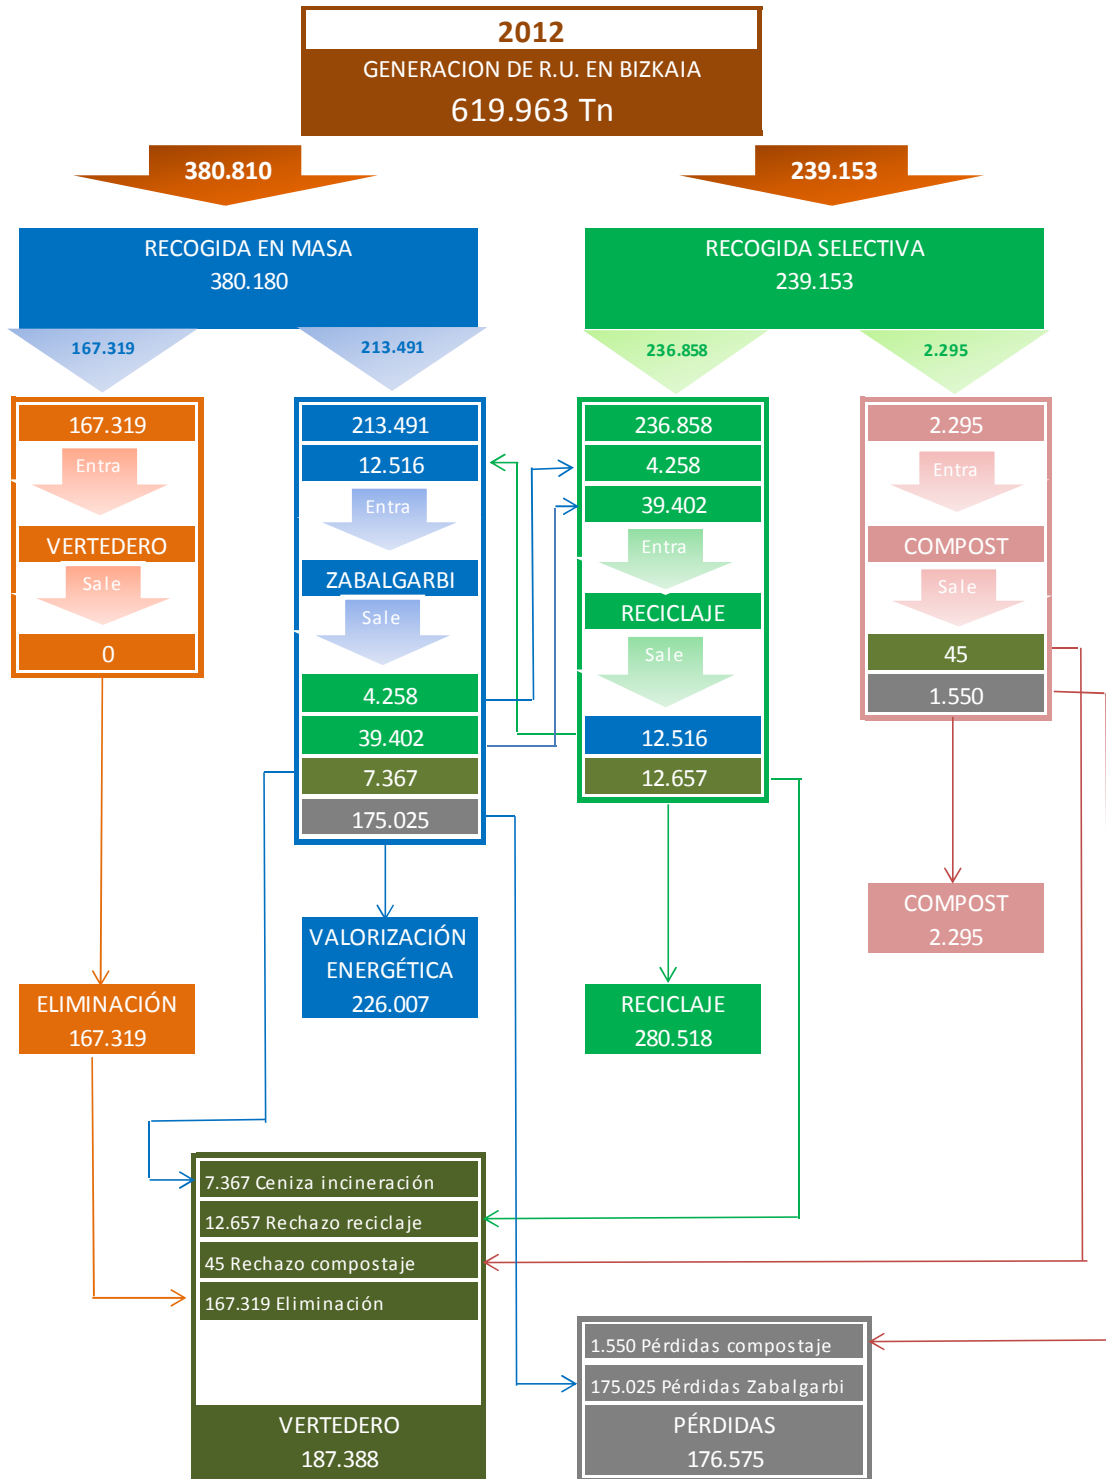 2012
GENERACION DE R.U. EN BIZKAIA
619.963 Tn
380.810
239.153
RECOGIDA EN MASA
380.180
RECOGIDA SELECTIVA
239.153
167.319
213.491
236.858
2.295
167.319
Entra
VERTEDERO
Sale
0
213.491
12.516
Entra
ZABALGARBI
Sale
4.258
39.402
7.367
175.025
236.858
4.258
39.402
Entra
RECICLAJE
Sale
12.516
12.657
2.295
Entra
COMPOST
Sale
45
1.550
ELIMINACIÓN
167.319
VALORIZACIÓN
ENERGÉTICA
226.007
RECICLAJE
280.518
COMPOST
2.295
7.367 Ceniza incineración
12.657 Rechazo reciclaje
45 Rechazo compostaje
167.319 Eliminación
VERTEDERO
187.388
1.550 Pérdidas compostaje
175.025 Pérdidas Zabalgarbi
PÉRDIDAS
176.575